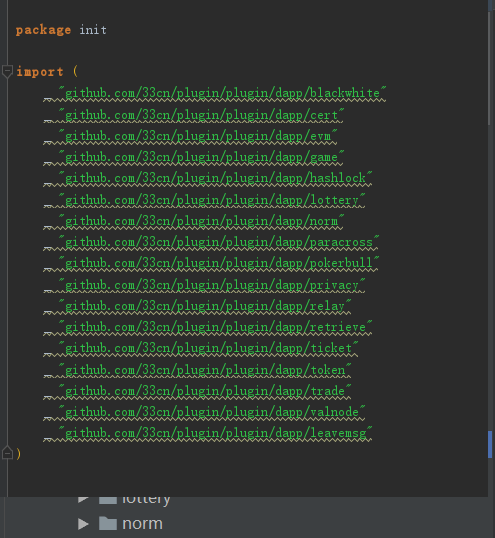 package init
import (
_ "github.com/33cn/plugin/plugin/dapp/blackwhite"
_ "github.com/33cn/plugin/plugin/dapp/cert"
_ "github.com/33cn/plugin/plugin/dapp/evm"
_ "github.com/33cn/plugin/plugin/dapp/game"
_ "github.com/33cn/plugin/plugin/dapp/hashlock"
_ "github.com/33cn/plugin/plugin/dapp/lottery"
_ "github.com/33cn/plugin/plugin/dapp/norm"
_ "github.com/33cn/plugin/plugin/dapp/paracross"
_ "github.com/33cn/plugin/plugin/dapp/pokerbull"
_ "github.com/33cn/plugin/plugin/dapp/privacy"
_ "github.com/33cn/plugin/plugin/dapp/relay"
_ "github.com/33cn/plugin/plugin/dapp/retrieve"
_ "github.com/33cn/plugin/plugin/dapp/ticket"
_ "github.com/33cn/plugin/plugin/dapp/token"
_ "github.com/33cn/plugin/plugin/dapp/trade"
_ "github.com/33cn/plugin/plugin/dapp/valnode"
_ "github.com/33cn/plugin/plugin/dapp/leavemsg"
)
lottery
norm